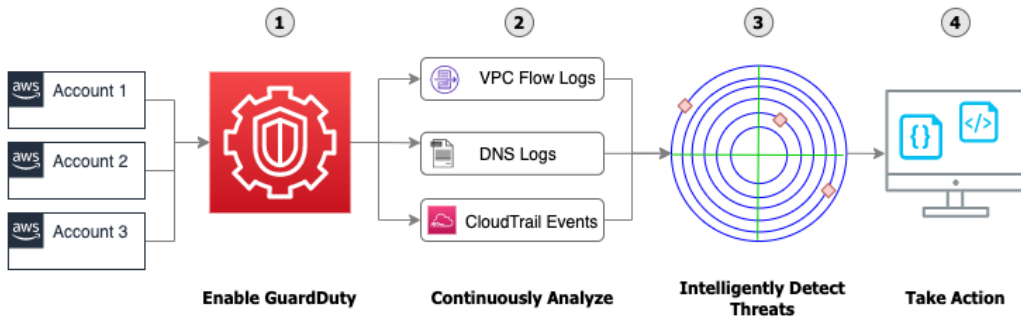 1
2
3
4
aws
Account 1
aws
Account 2
aws
Account 3
VPC Flow Logs
DNS Logs
CloudTrail Events
{}
</>
Enable GuardDuty
Continuously Analyze
Intelligently Detect
Threats
Take Action